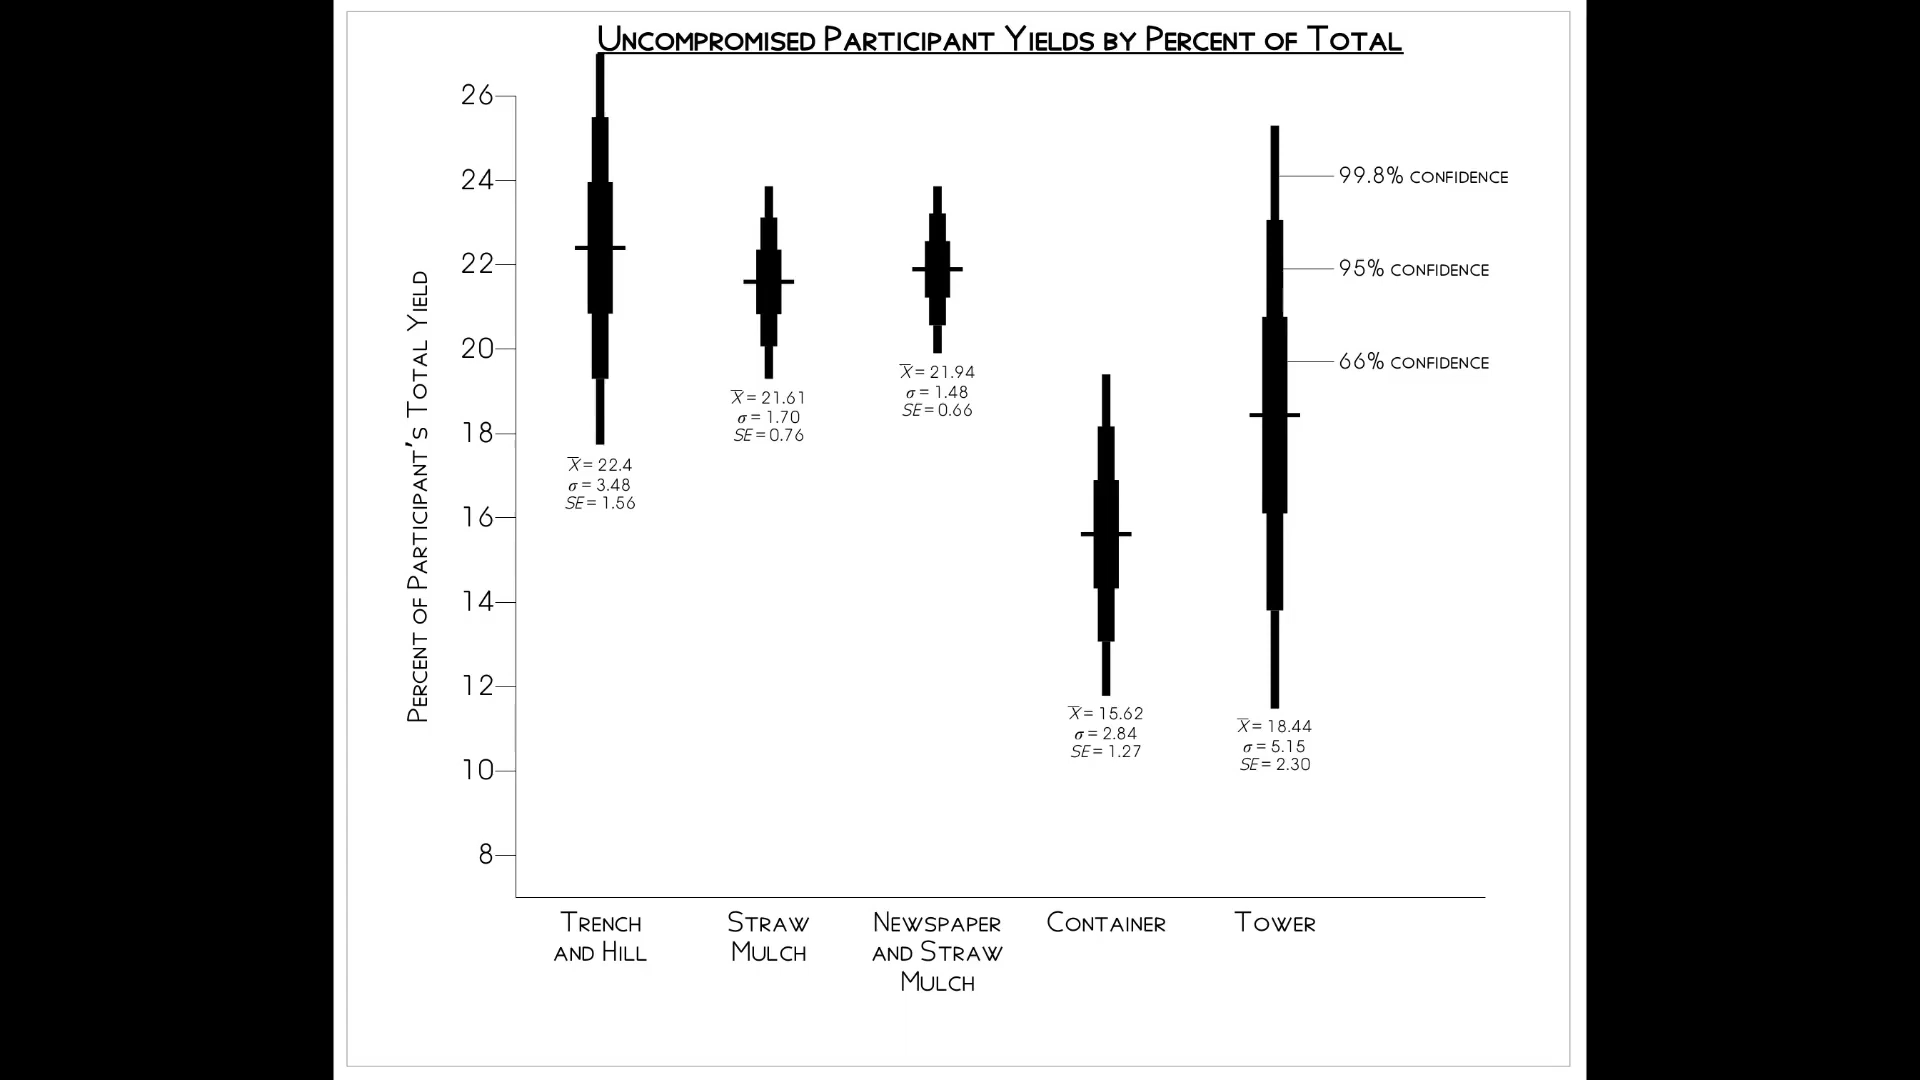 UNCOMPROMISED PARTICIPANT YIELDS BY PERCENT OF TOTAL
PERCENT OF PARTICIPANT'S TOTAL YIELD
26
24
22
20
18
16
14
12
10
8
99.8% CONFIDENCE
95% CONFIDENCE
66% CONFIDENCE
X̅ = 22.4
σ = 3.48
SE = 1.56
X̅ = 21.61
σ = 1.70
SE = 0.76
X̅ = 21.94
σ = 1.48
SE = 0.66
X̅ = 15.62
σ = 2.84
SE = 1.27
X̅ = 18.44
σ = 5.15
SE = 2.30
TRENCH
AND HILL
STRAW
MULCH
NEWSPAPER
AND STRAW
MULCH
CONTAINER
TOWER